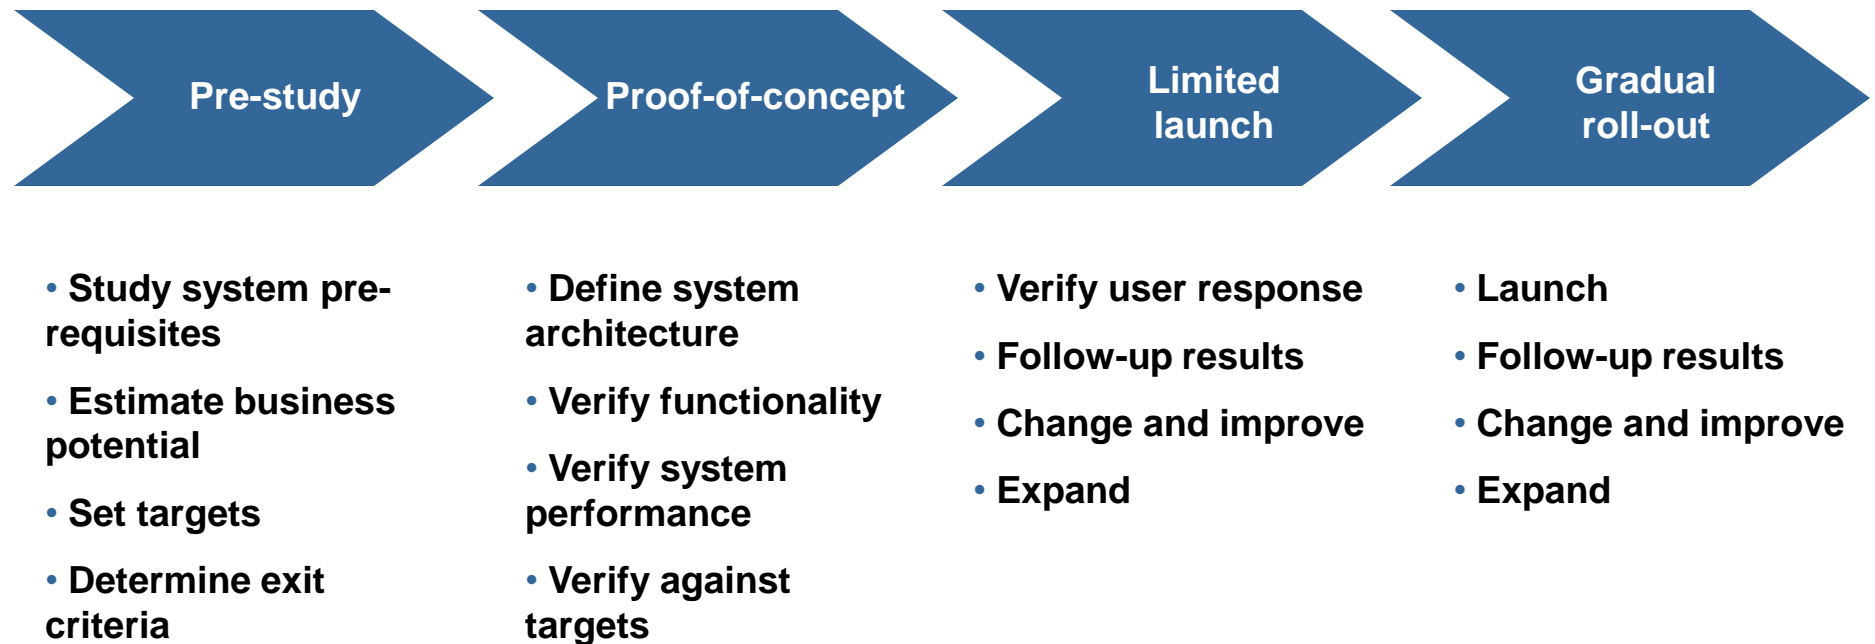 Pre-study
Proof-of-concept
Limited
launch
Gradual
roll-out
• Study system pre-
requisites
• Estimate business
potential
• Set targets
• Determine exit
criteria
• Define system
architecture
• Verify functionality
• Verify system
performance
• Verify against
targets
• Verify user response
• Follow-up results
• Change and improve
• Expand
• Launch
• Follow-up results
• Change and improve
• Expand